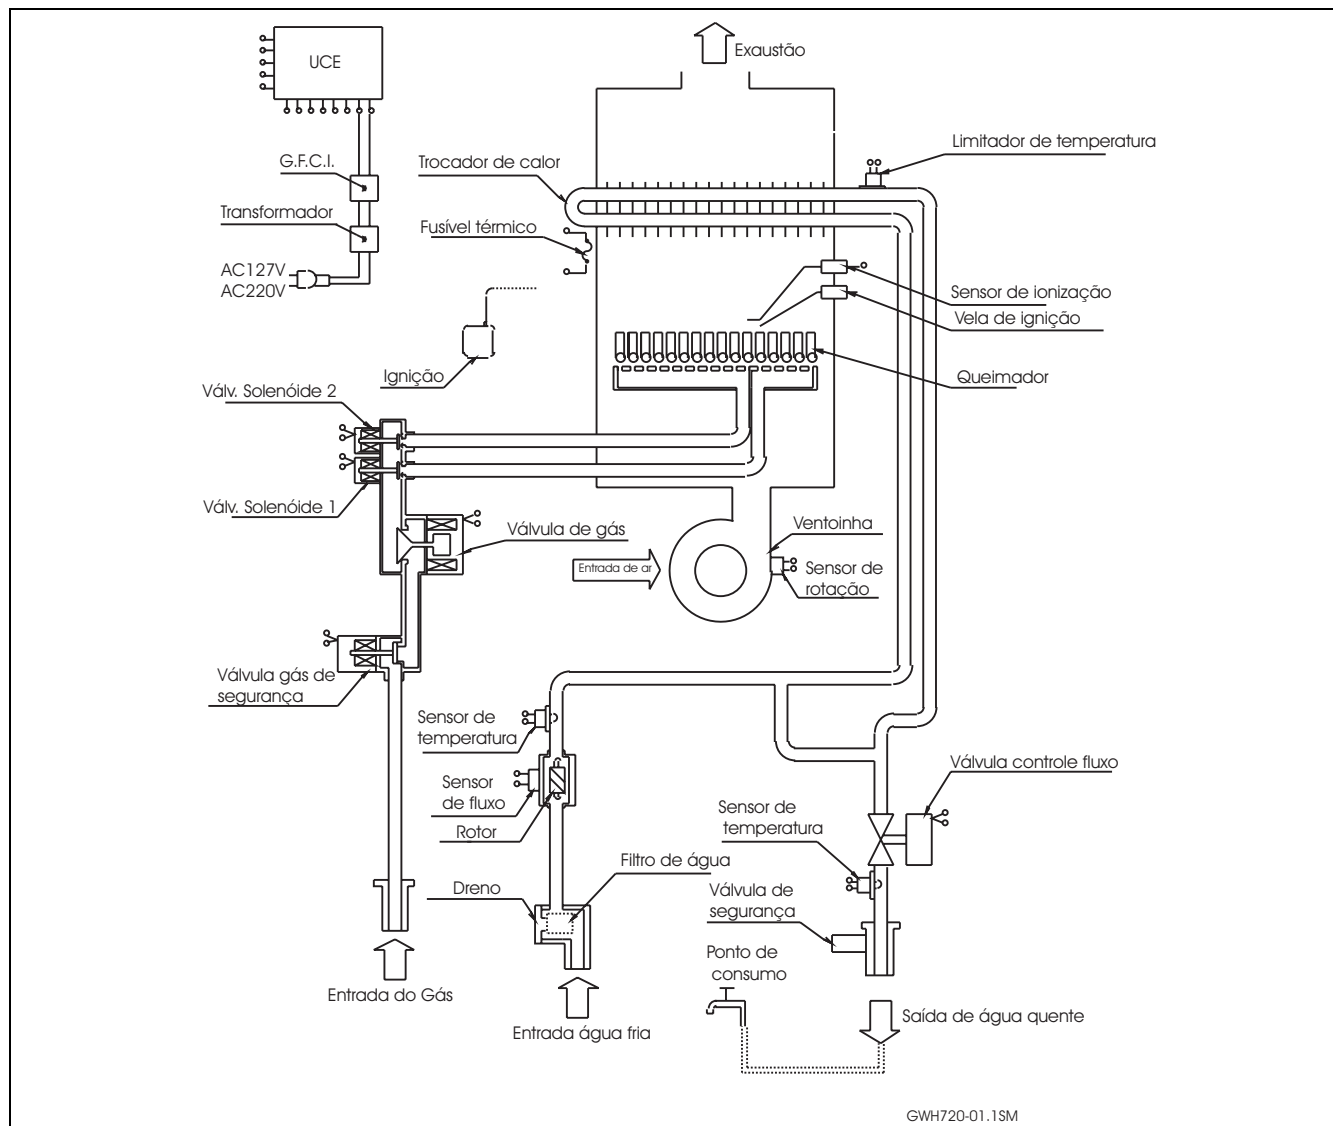 Exaustão
UCE
Limitador de temperatura
G.F.C.I.
Trocador de calor
Transformador
Fusível térmico
AC127V
AC220V
Sensor de ionização
Vela de ignição
Ignição
Queimador
Válv. Solenóide 2
Válv. Solenóide 1
Válvula de gás
Ventoinha
Entrada de ar
Sensor de
rotação
Válvula gás de
segurança
Sensor de
temperatura
Válvula controle fluxo
Sensor
de fluxo
Rotor
Sensor de
temperatura
Filtro de água
Dreno
Válvula de
segurança
Ponto de
consumo
Entrada do Gás
Entrada água fria
Saída de água quente
GWH720-01.1SM